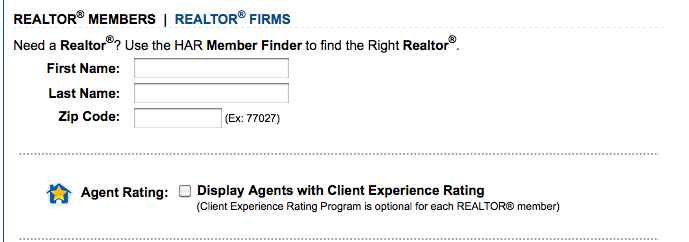 REALTOR® MEMBERS | REALTOR® FIRMS
Need a Realtor®? Use the HAR Member Finder to find the Right Realtor®.
First Name:
Last Name:
Zip Code: (Ex: 77027)
Agent Rating: Display Agents with Client Experience Rating
(Client Experience Rating Program is optional for each REALTOR® member)